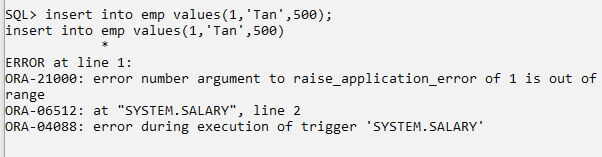 SQL> insert into emp values(1,'Tan',500);
insert into emp values(1,'Tan',500)
*
ERROR at line 1:
ORA-21000: error number argument to raise_application_error of 1 is out of
range
ORA-06512: at "SYSTEM.SALARY", line 2
ORA-04088: error during execution of trigger 'SYSTEM.SALARY'